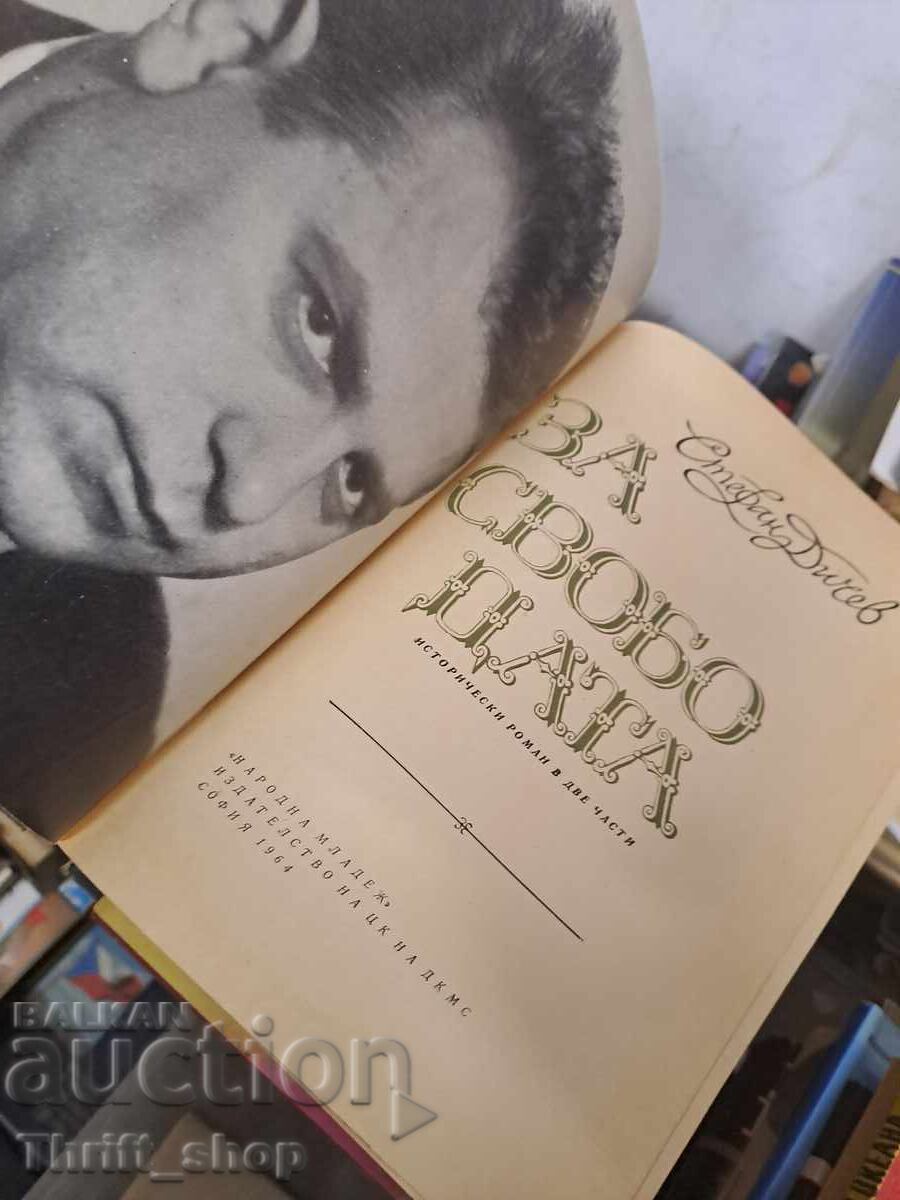 Стефан Дичев
ЗА
СВОБО
ДАТА
ИСТОРИЧЕСКИ РОМАН В ДВЕ ЧАСТИ
«НАРОДНА МЛАДЕЖ»
ИЗДАТЕЛСТВО НА ЦК НА ДКМС
СОФИЯ 1964
BALKAN
auction
Thrift_shop
ОКЕАНА